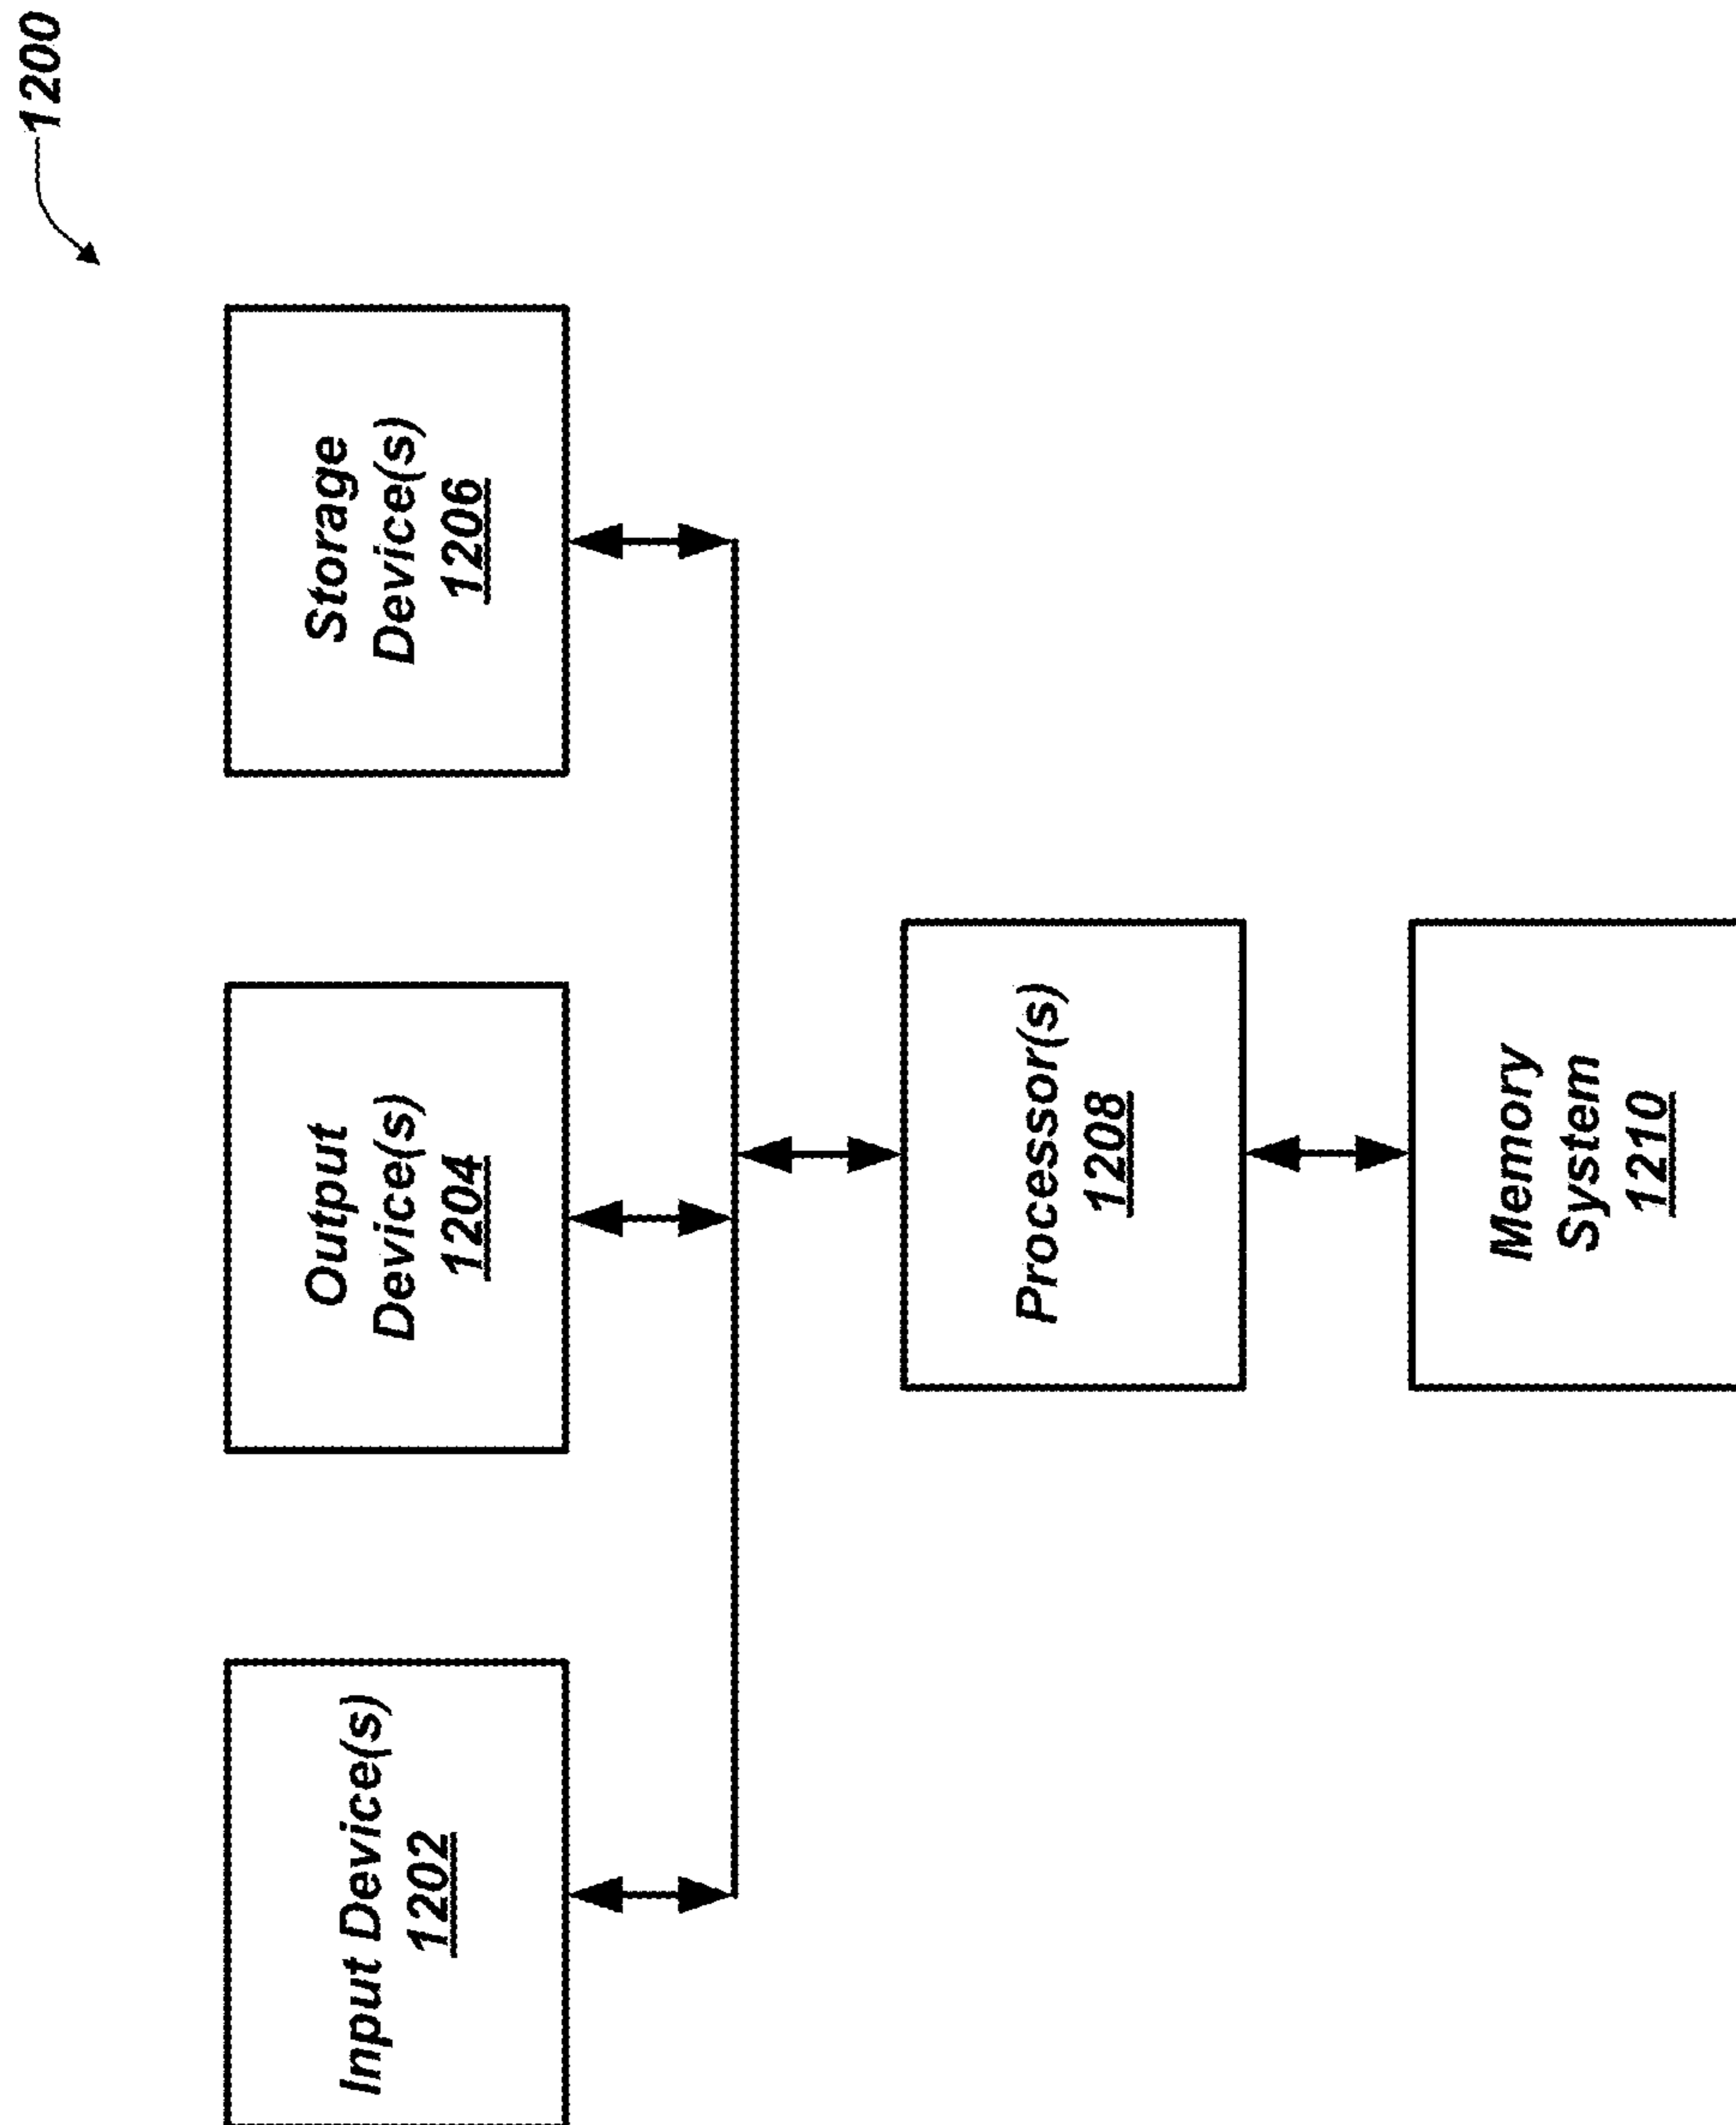 1200
Input Device(s)
1202
Output
Device(s)
1204
Storage
Device(s)
1206
Processor(s)
1208
Memory
System
1210